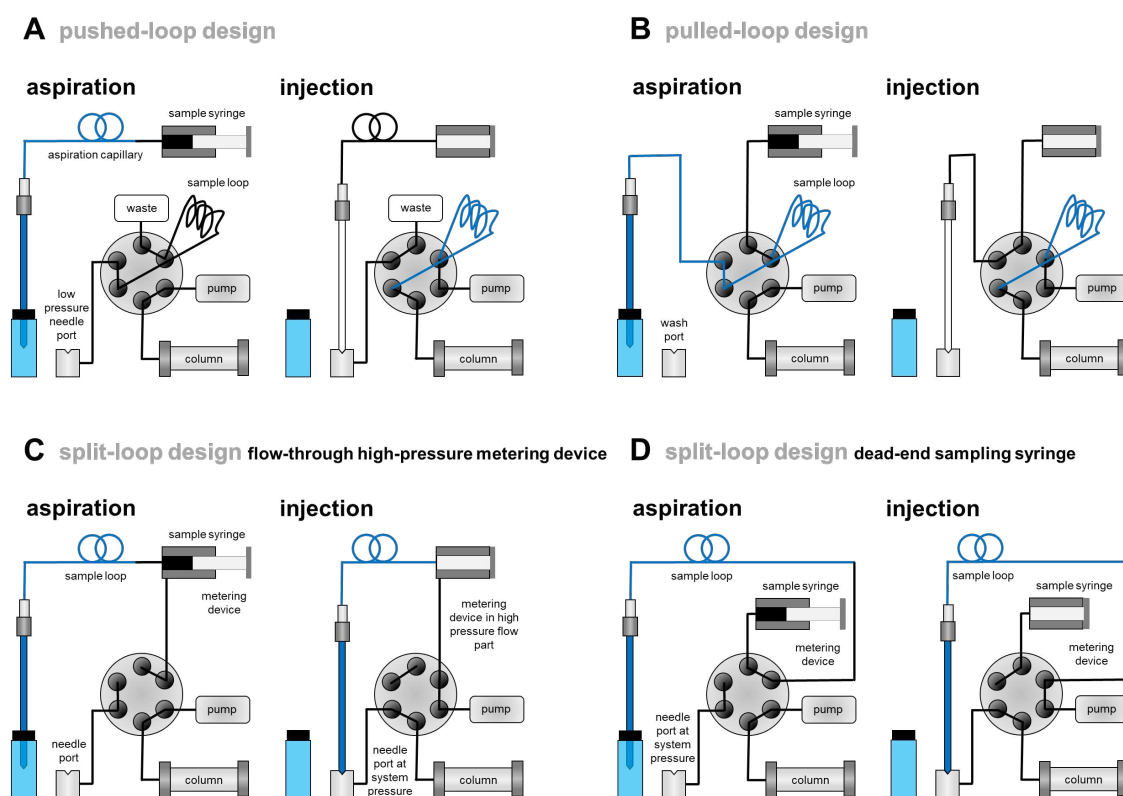 A pushed-loop design
aspiration
injection
sample syringe
aspiration capillary
sample loop
waste
pump
low
pressure
needle
port
column
waste
pump
column
B pulled-loop design
aspiration
injection
sample syringe
sample loop
pump
wash
port
column
pump
column
C split-loop design flow-through high-pressure metering device
aspiration
injection
sample syringe
sample loop
metering
device
pump
needle
port
column
metering
device in high
pressure flow
part
pump
needle
port at
system
pressure
column
D split-loop design dead-end sampling syringe
aspiration
injection
sample loop
sample syringe
metering
device
pump
needle
port at
system
pressure
column
sample loop
sample syringe
metering
device
pump
column